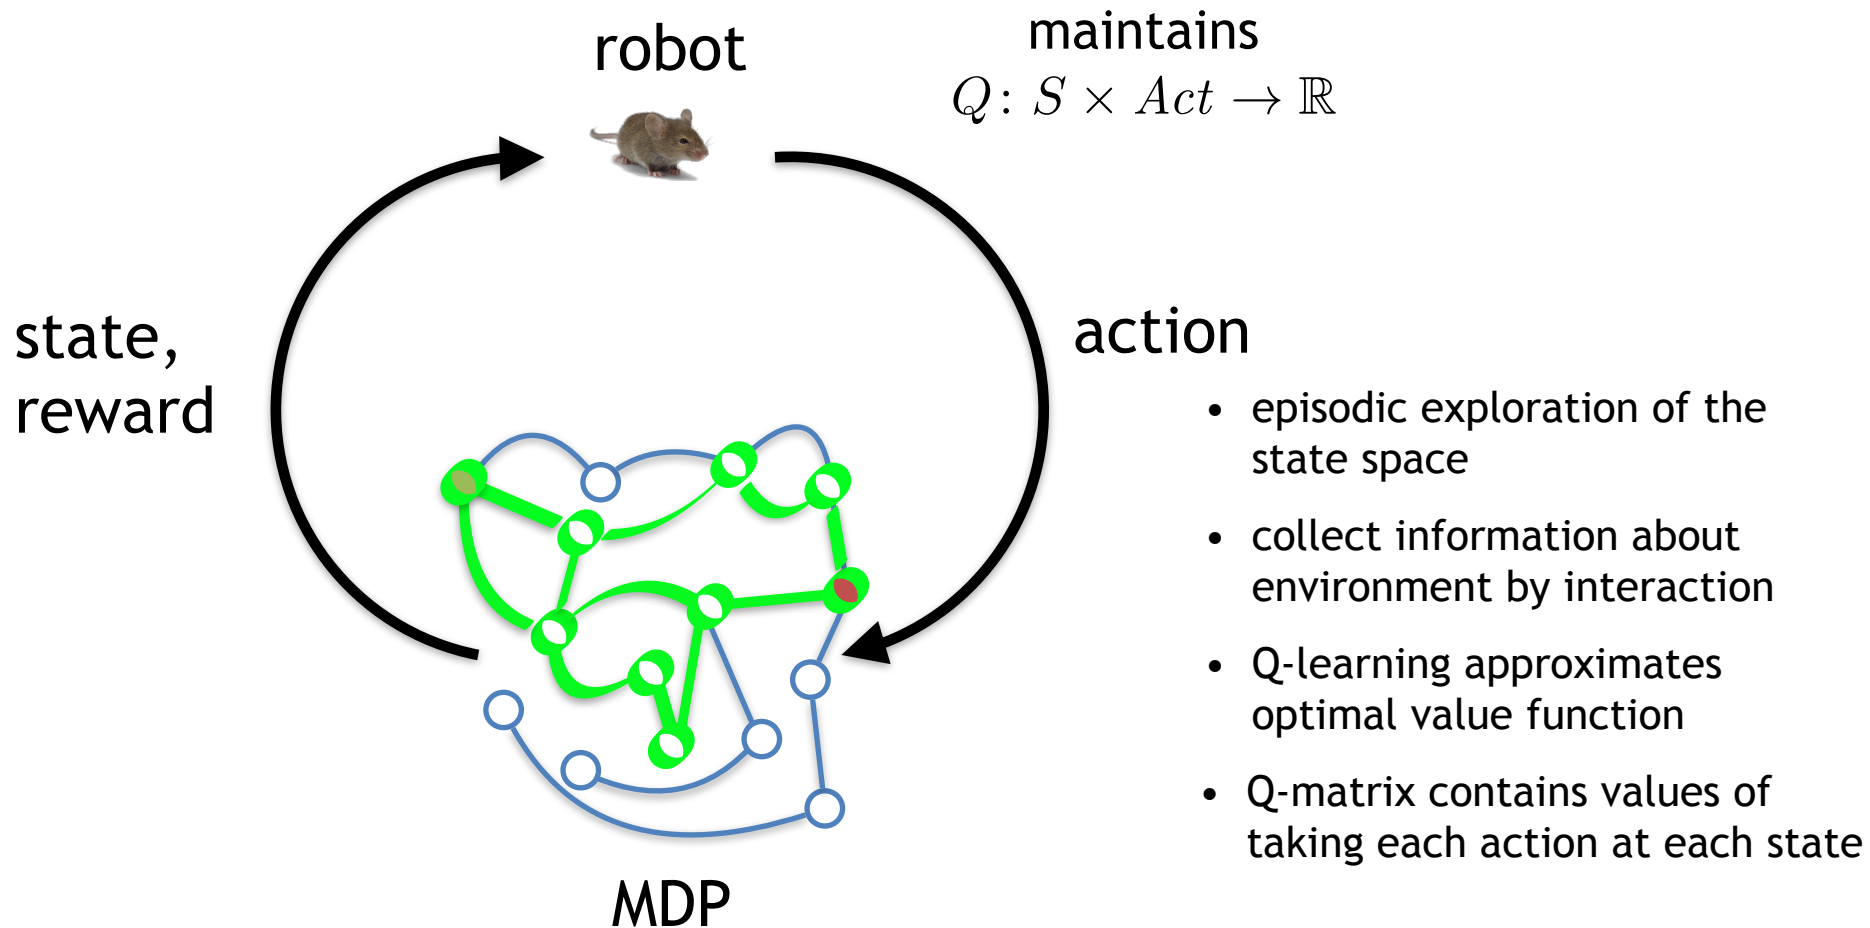 robot
maintains
Q: S × Act → ℝ
state,
reward
action
• episodic exploration of the
state space
• collect information about
environment by interaction
• Q-learning approximates
optimal value function
• Q-matrix contains values of
taking each action at each state
MDP